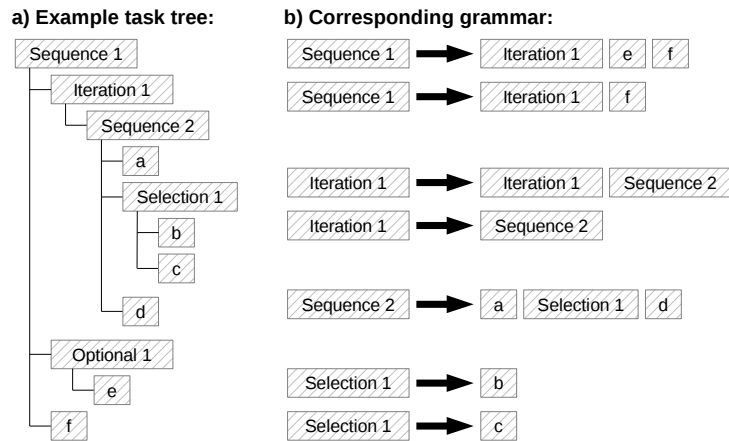 a) Example task tree:
Sequence 1
Iteration 1
Sequence 2
a
Selection 1
b
c
d
Optional 1
e
f
b) Corresponding grammar:
Sequence 1 Iteration 1 e f
Sequence 1 Iteration 1 f
Iteration 1 Iteration 1 Sequence 2
Iteration 1 Sequence 2
Sequence 2 a Selection 1 d
Selection 1 b
Selection 1 c